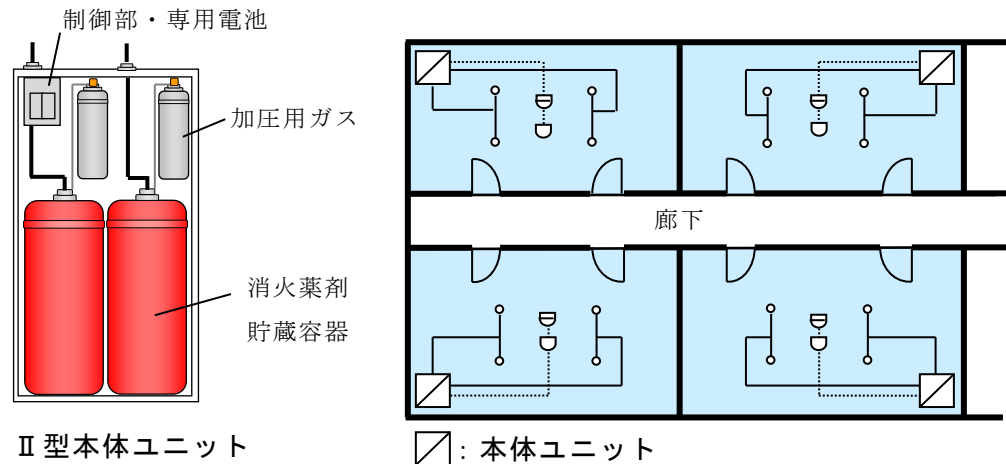 制御部・専用電池
加圧用ガス
消火薬剤
貯蔵容器
Ⅱ型本体ユニット
廊下
：本体ユニット